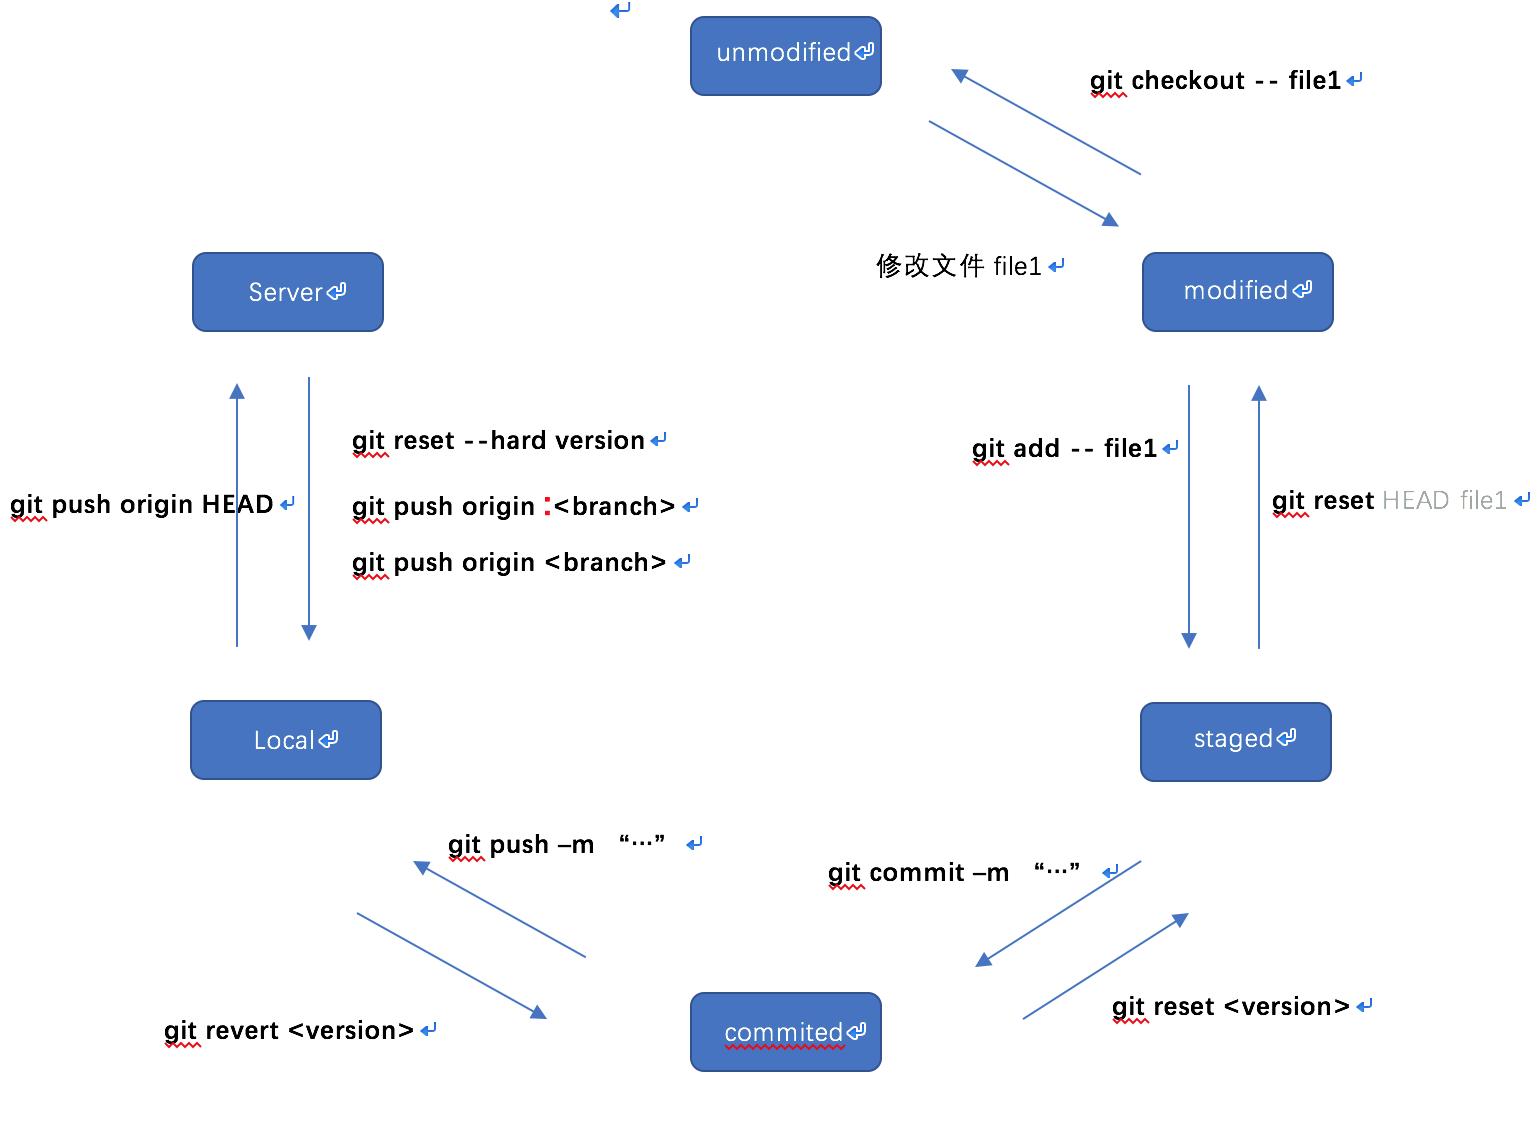 unmodified
git checkout -- file1
修改文件 file1
Server
modified
git reset --hard version
git add -- file1
git push origin HEAD
git push origin :<branch>
git reset HEAD file1
git push origin <branch>
Local
staged
git push –m “…”
git commit –m “…”
git reset <version>
git revert <version>
commited